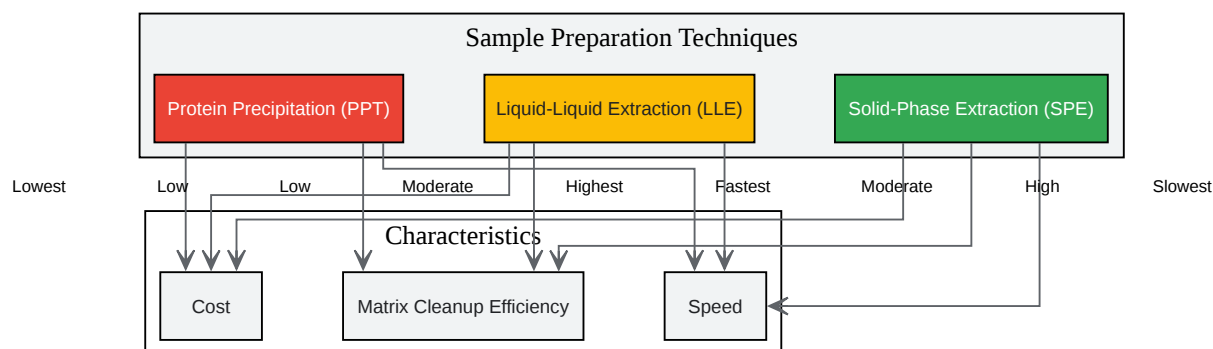 Sample Preparation Techniques
Protein Precipitation (PPT)
Liquid-Liquid Extraction (LLE)
Solid-Phase Extraction (SPE)
Lowest
Low
Low
Moderate
Highest
Fastest
Moderate
High
Slowest
Characteristics
Cost
Matrix Cleanup Efficiency
Speed